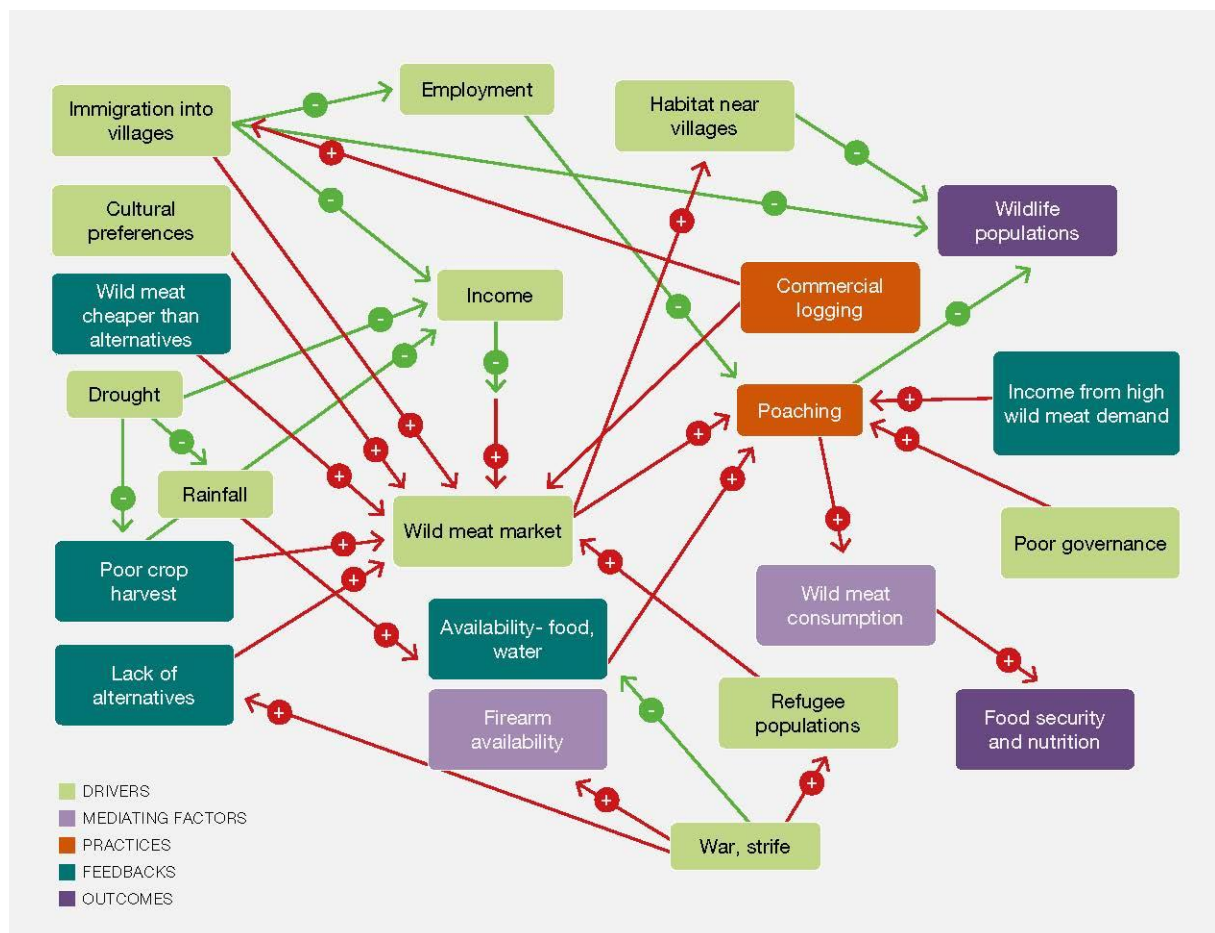 Immigration into
villages
Employment
Habitat near
villages
Cultural
preferences
Wildlife
populations
Wild meat
cheaper than
alternatives
Income
Commercial
logging
Drought
Poaching
Income from high
wild meat demand
Rainfall
Wild meat market
Poor governance
Poor crop
harvest
Wild meat
consumption
Availability- food,
water
Lack of
alternatives
Refugee
populations
Firearm
availability
Food security
and nutrition
War, strife
DRIVERS
MEDIATING FACTORS
PRACTICES
FEEDBACKS
OUTCOMES